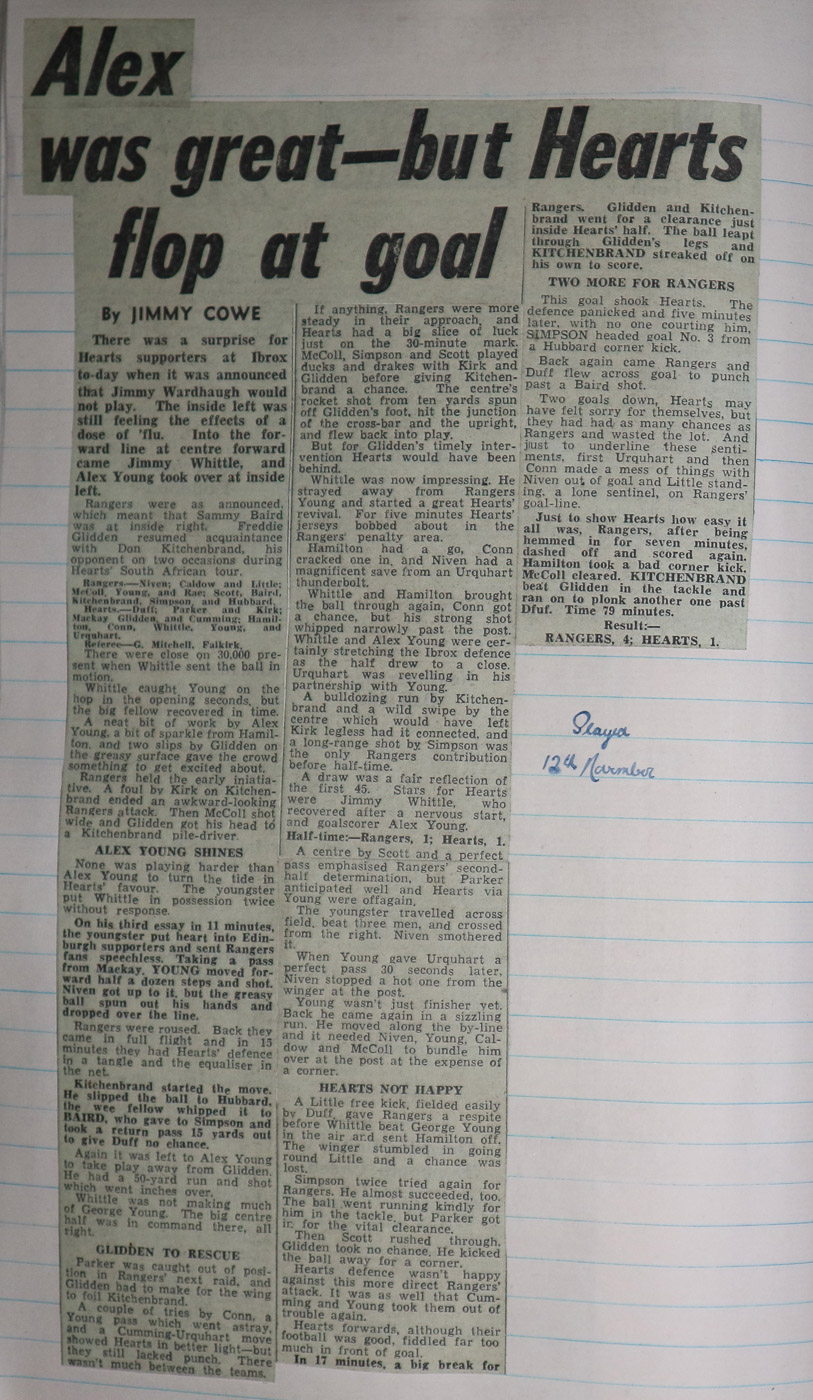 Alex
was great—but Hearts
flop at goal
By JIMMY COWE
There was a surprise for
Hearts supporters at Ibrox
to-day when it was announced
that Jimmy Wardhaugh would
not play. The inside left was
still feeling the effects of a
dose of 'flu. Into the for-
ward line at centre forward
came Jimmy Whittle, and
Alex Young took over at inside
left.
Rangers were as announced,
which meant that Sammy Baird
was at inside right. Freddie
Glidden resumed acquaintance
with Don Kitchenbrand, his
opponent on two occasions during
Hearts' South African tour.
Rangers.—Niven; Caldow and Little;
McColl, Young, and Rae; Scott, Baird,
Kitchenbrand, Simpson, and Hubbard.
Hearts.—Duff; Parker and Kirk;
Mackay Glidden, and Cumming; Hamil-
ton, Conn, Whittle, Young, and
Urquhart.
Referee—G. Mitchell, Falkirk.
There were close on 30,000 pre-
sent when Whittle sent the ball in
motion.
Whittle caught Young on the
hop in the opening seconds, but
the big fellow recovered in time.
A neat bit of work by Alex
Young, a bit of sparkle from Hamil-
ton, and two slips by Glidden on
the greasy surface gave the crowd
something to get excited about.
Rangers held the early iniatia-
tive. A foul by Kirk on Kitchen-
brand ended an awkward-looking
Rangers attack. Then McColl shot
wide and Glidden got his head to
a Kitchenbrand pile-driver.
ALEX YOUNG SHINES
None was playing harder than
Alex Young to turn the tide in
Hearts' favour. The youngster
put Whittle in possession twice
without response.
On his third essay in 11 minutes,
the youngster put heart into Edin-
burgh supporters and sent Rangers
fans speechless. Taking a pass
from Mackay, YOUNG moved for-
ward half a dozen steps and shot.
Niven got up to it, but the greasy
ball spun out his hands and
dropped over the line.
Rangers were roused. Back they
came in full flight and in 15
minutes they had Hearts' defence
in a tangle and the equaliser in
the net.
Kitchenbrand started the move.
He slipped the ball to Hubbard,
the wee fellow whipped it to
BAIRD, who gave to Simpson and
took a return pass 15 yards out
to give Duff no chance.
Again it was left to Alex Young
to take play away from Glidden.
He had a 50-yard run and shot
which went inches over.
Whittle was not making much
of George Young. The big centre
half was in command there, all
right.
GLIDDEN TO RESCUE
Parker was caught out of posi-
tion in Rangers' next raid, and
Glidden had to make for the wing
to foil Kitchenbrand.
A couple of tries by Conn, a
Young pass which went astray,
and a Cumming-Urquhart move
showed Hearts in better light—but
they still lacked punch. There
wasn't much between the teams.
If anything, Rangers were more
steady in their approach, and
Hearts had a big slice of luck
just on the 30-minute mark.
McColl, Simpson and Scott played
ducks and drakes with Kirk and
Glidden before giving Kitchen-
brand a chance. The centre's
rocket shot from ten yards spun
off Glidden's foot, hit the junction
of the cross-bar and the upright,
and flew back into play.
But for Glidden's timely inter-
vention Hearts would have been
behind.
Whittle was now impressing. He
strayed away from Rangers
Young and started a great Hearts'
revival. For five minutes Hearts'
jerseys bobbed about in the
Rangers' penalty area.
Hamilton had a go, Conn
cracked one in, and Niven had a
magnificent save from an Urquhart
thunderbolt.
Whittle and Hamilton brought
the ball through again, Conn got
a chance, but his strong shot
whipped narrowly past the post.
Whittle and Alex Young were cer-
tainly stretching the Ibrox defence
as the half drew to a close.
Urquhart was revelling in his
partnership with Young.
A bulldozing run by Kitchen-
brand and a wild swipe by the
centre which would have left
Kirk legless had it connected, and
a long-range shot by Simpson was
the only Rangers contribution
before half-time.
A draw was a fair reflection of
the first 45. Stars for Hearts
were Jimmy Whittle, who
recovered after a nervous start,
and goalscorer Alex Young.
Half-time:—Rangers, 1; Hearts, 1.
A centre by Scott and a perfect
pass emphasised Rangers' second-
half determination, but Parker
anticipated well and Hearts via
Young were offagain.
The youngster travelled across
field, beat three men, and crossed
from the right. Niven smothered
it.
When Young gave Urquhart a
perfect pass 30 seconds later,
Niven stopped a hot one from the
winger at the post.
Young wasn't just finisher yet.
Back he came again in a sizzling
run. He moved along the by-line
and it needed Niven, Young, Cal-
dow and McColl to bundle him
over at the post at the expense of
a corner.
HEARTS NOT HAPPY
A Little free kick, fielded easily
by Duff, gave Rangers a respite
before Whittle beat George Young
in the air and sent Hamilton off.
The winger stumbled in going
round Little and a chance was
lost.
Simpson twice tried again for
Rangers. He almost succeeded, too.
The ball went running kindly for
him in the tackle, but Parker got
in for the vital clearance.
Then Scott rushed through.
Glidden took no chance. He kicked
the ball away for a corner.
Hearts defence wasn't happy
against this more direct Rangers'
attack. It was as well that Cum-
ming and Young took them out of
trouble again.
Hearts forwards, although their
football was good, fiddled far too
much in front of goal.
In 17 minutes, a big break for
Rangers. Glidden and Kitchen-
brand went for a clearance just
inside Hearts' half. The ball leapt
through Glidden's legs and
KITCHENBRAND streaked off on
his own to score.
TWO MORE FOR RANGERS
This goal shook Hearts. The
defence panicked and five minutes
later, with no one courting him,
SIMPSON headed goal No. 3 from
a Hubbard corner kick.
Back again came Rangers and
Duff flew across goal to punch
past a Baird shot.
Two goals down, Hearts may
have felt sorry for themselves, but
they had had as many chances as
Rangers and wasted the lot. And
just to underline these senti-
ments, first Urquhart and then
Conn made a mess of things with
Niven out of goal and Little stand-
ing, a lone sentinel, on Rangers'
goal-line.
Just to show Hearts how easy it
all was, Rangers, after being
hemmed in for seven minutes,
dashed off and scored again.
Hamilton took a bad corner kick.
McColl cleared. KITCHENBRAND
beat Glidden in the tackle and
ran on to plonk another one past
Dfuf. Time 79 minutes.
Result:—
RANGERS, 4; HEARTS, 1.
Played
12th November